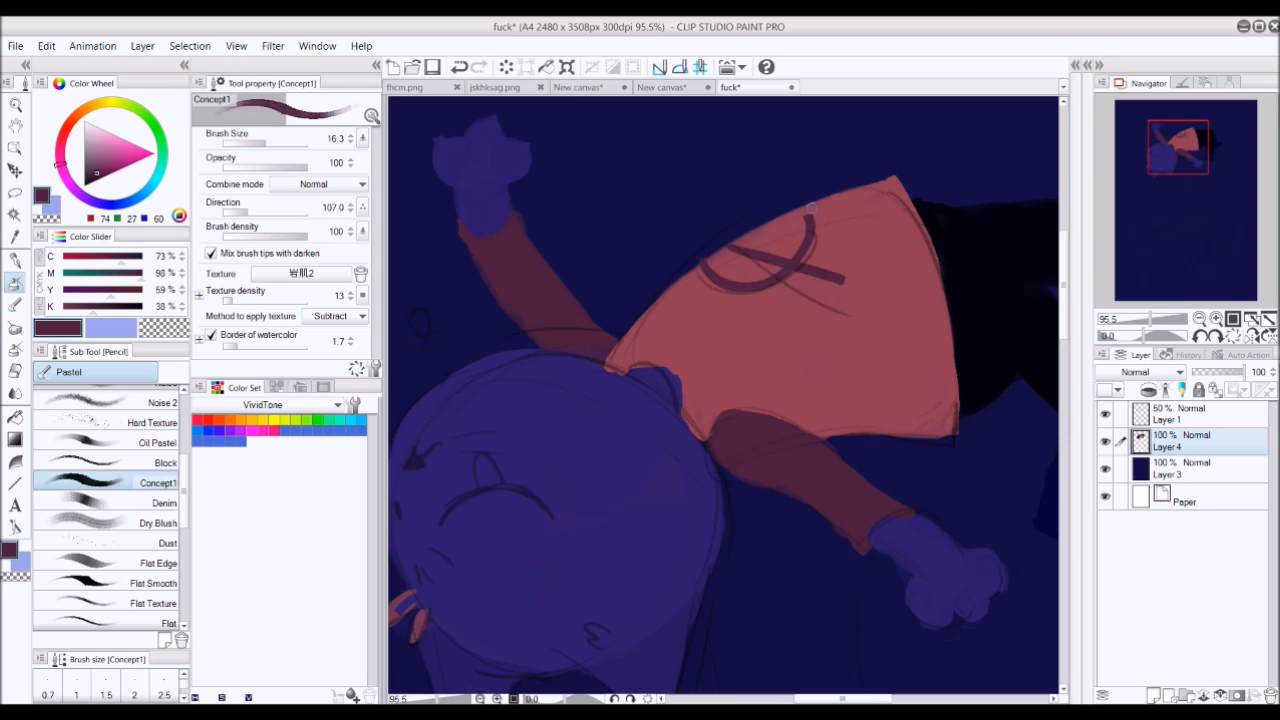 fuck* (A4 2480 x 3508px 300dpi 95.5%) - CLIP STUDIO PAINT PRO
File Edit Animation Layer Selection View Filter Window Help
Color Wheel
Tool property [Concept1]
lhcm.png jskhksag.png New canvas* New canvas* fuck*
Navigator
Concept1
Brush Size 16.3
Opacity 100
Combine mode Normal
Direction 107.0
Brush density 100
Mix brush tips with darken
Texture 岩肌2
Texture density 13
Method to apply texture Subtract
Border of watercolor 1.7
74 27 60
Color Slider
C 73 %
M 98 %
Y 59 %
K 38 %
Sub Tool [Pencil]
Pastel
Noise 2
Hard Texture
Oil Pastel
Block
Concept1
Denim
Dry Blush
Dust
Flat Edge
Flat Smooth
Flat Texture
Flat
Brush size [Concept1]
0.7 1 1.5 2 2.5
Color Set
VividTone
H S V
95.5 0.0
95.5
0.0
Layer History Auto Action
Normal 100
50 % Normal
Layer 1
100 % Normal
Layer 4
100 % Normal
Layer 3
Paper